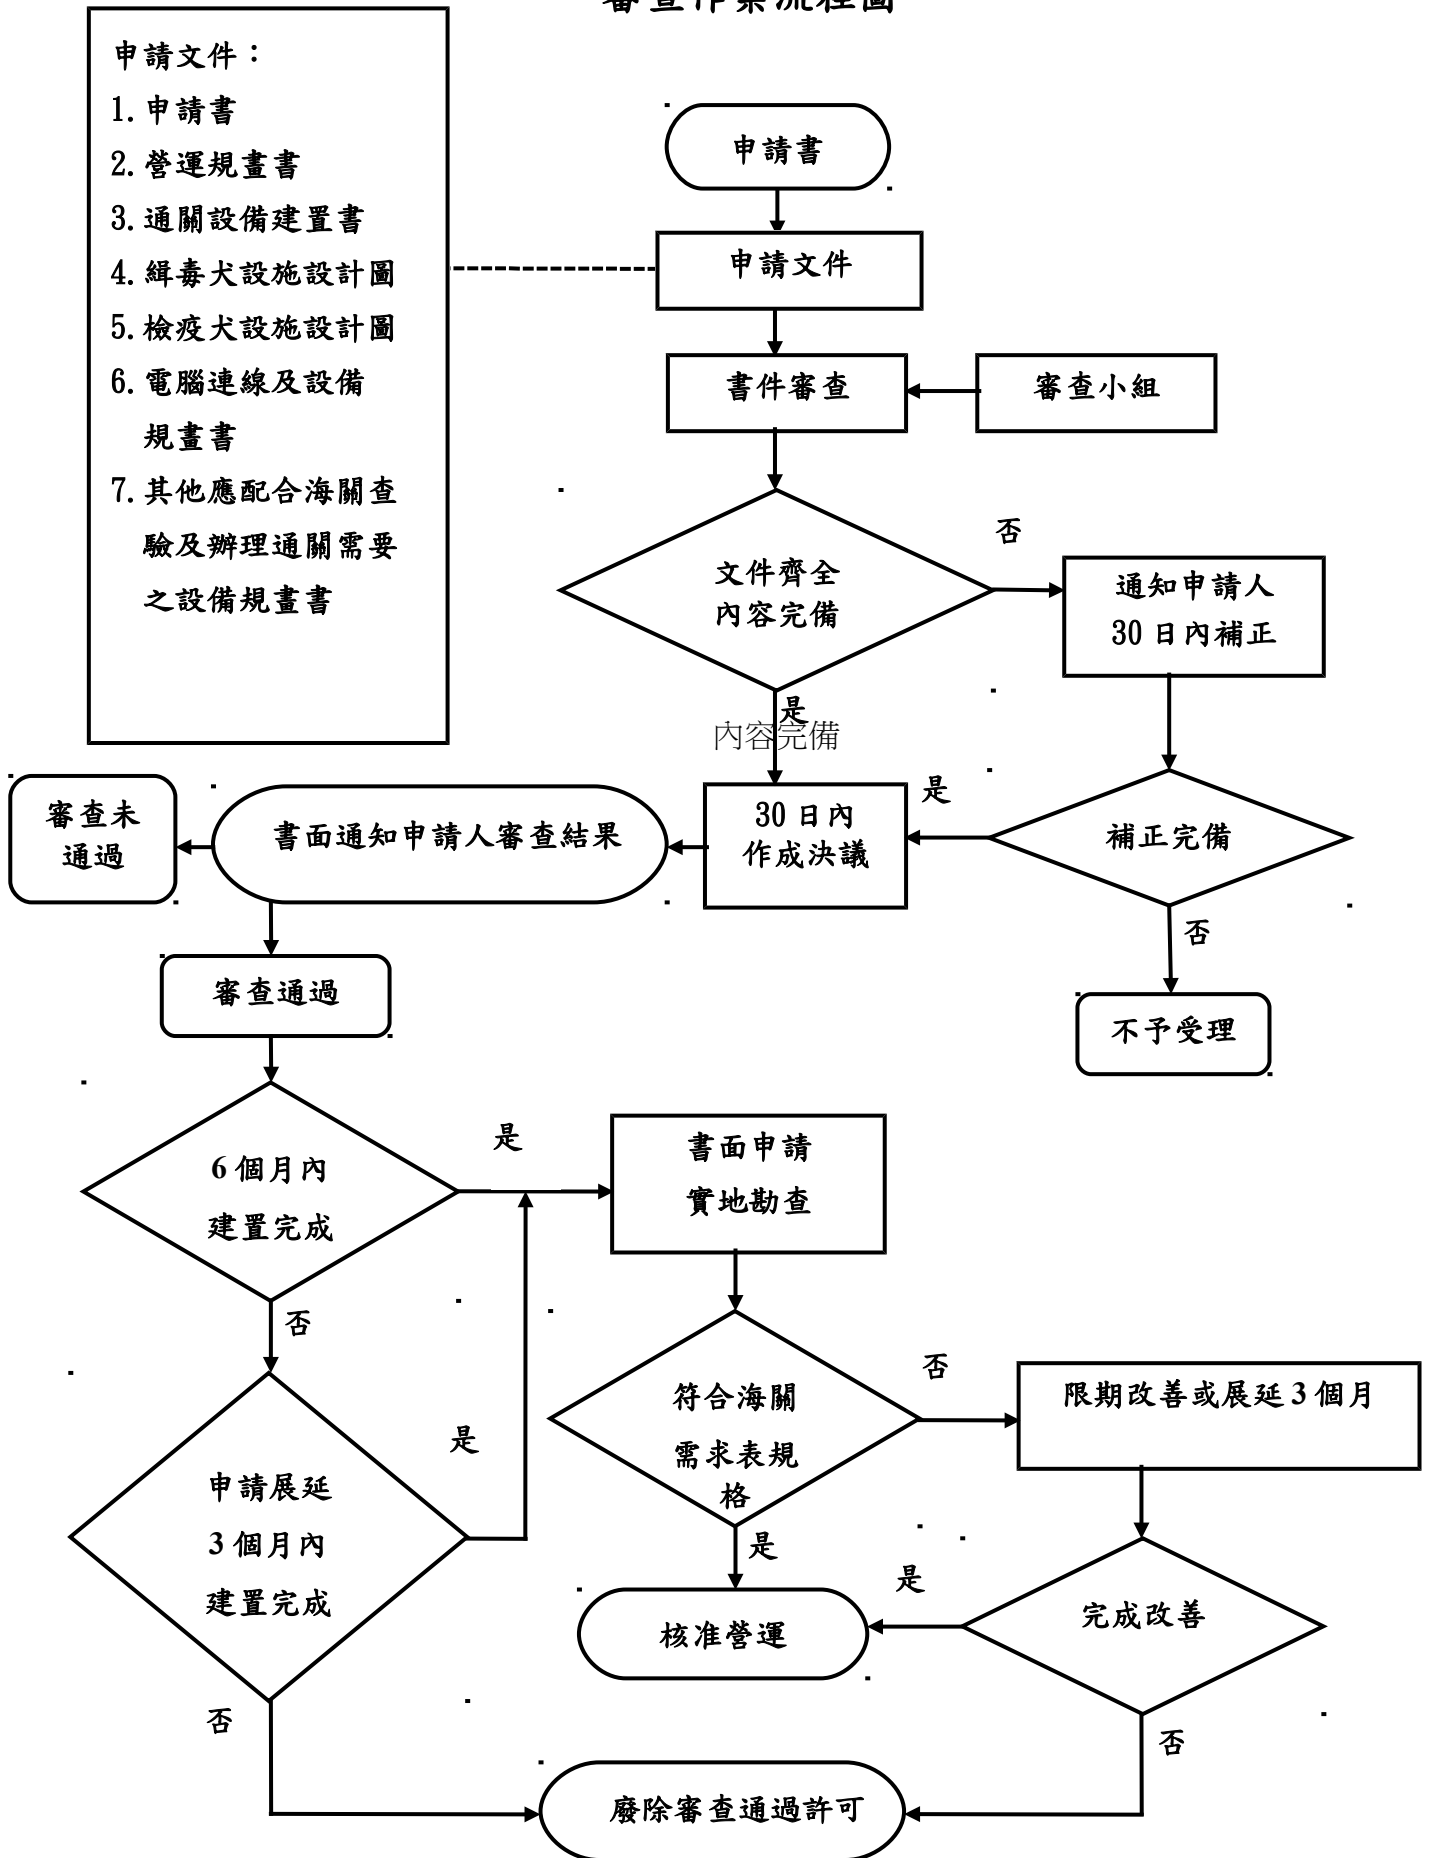 審查作業流程圖
申請文件：
1.申請書
2.營運規畫書
3.通關設備建置書
4.緝毒犬設施設計圖
5.檢疫犬設施設計圖
6.電腦連線及設備
規畫書
7.其他應配合海關查
驗及辦理通關需要
之設備規畫書
申請書
申請文件
書件審查
審查小組
文件齊全
內容完備
否
通知申請人
30日內補正
是
內容完備
審查未
通過
書面通知申請人審查結果
30日內
作成決議
是
補正完備
否
不予受理
審查通過
6個月內
建置完成
是
書面申請
實地勘查
否
申請展延
3個月內
建置完成
是
符合海關
需求表規
格
否
限期改善或展延3個月
是
核准營運
是
完成改善
否
否
廢除審查通過許可